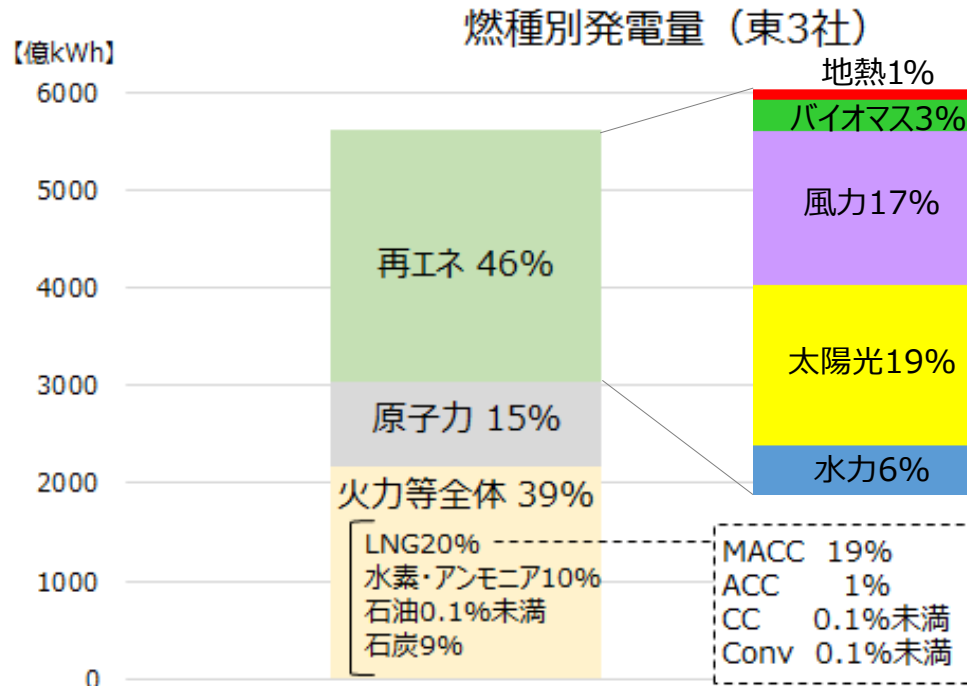 燃種別発電量（東3社）
【億kWh】
6000
5000
4000
3000
2000
1000
0
再エネ 46%
原子力 15%
火力等全体 39%
LNG20%
水素・アンモニア10%
石油0.1%未満
石炭9%
地熱1%
バイオマス3%
風力17%
太陽光19%
水力6%
MACC 19%
ACC 1%
CC 0.1%未満
Conv 0.1%未満